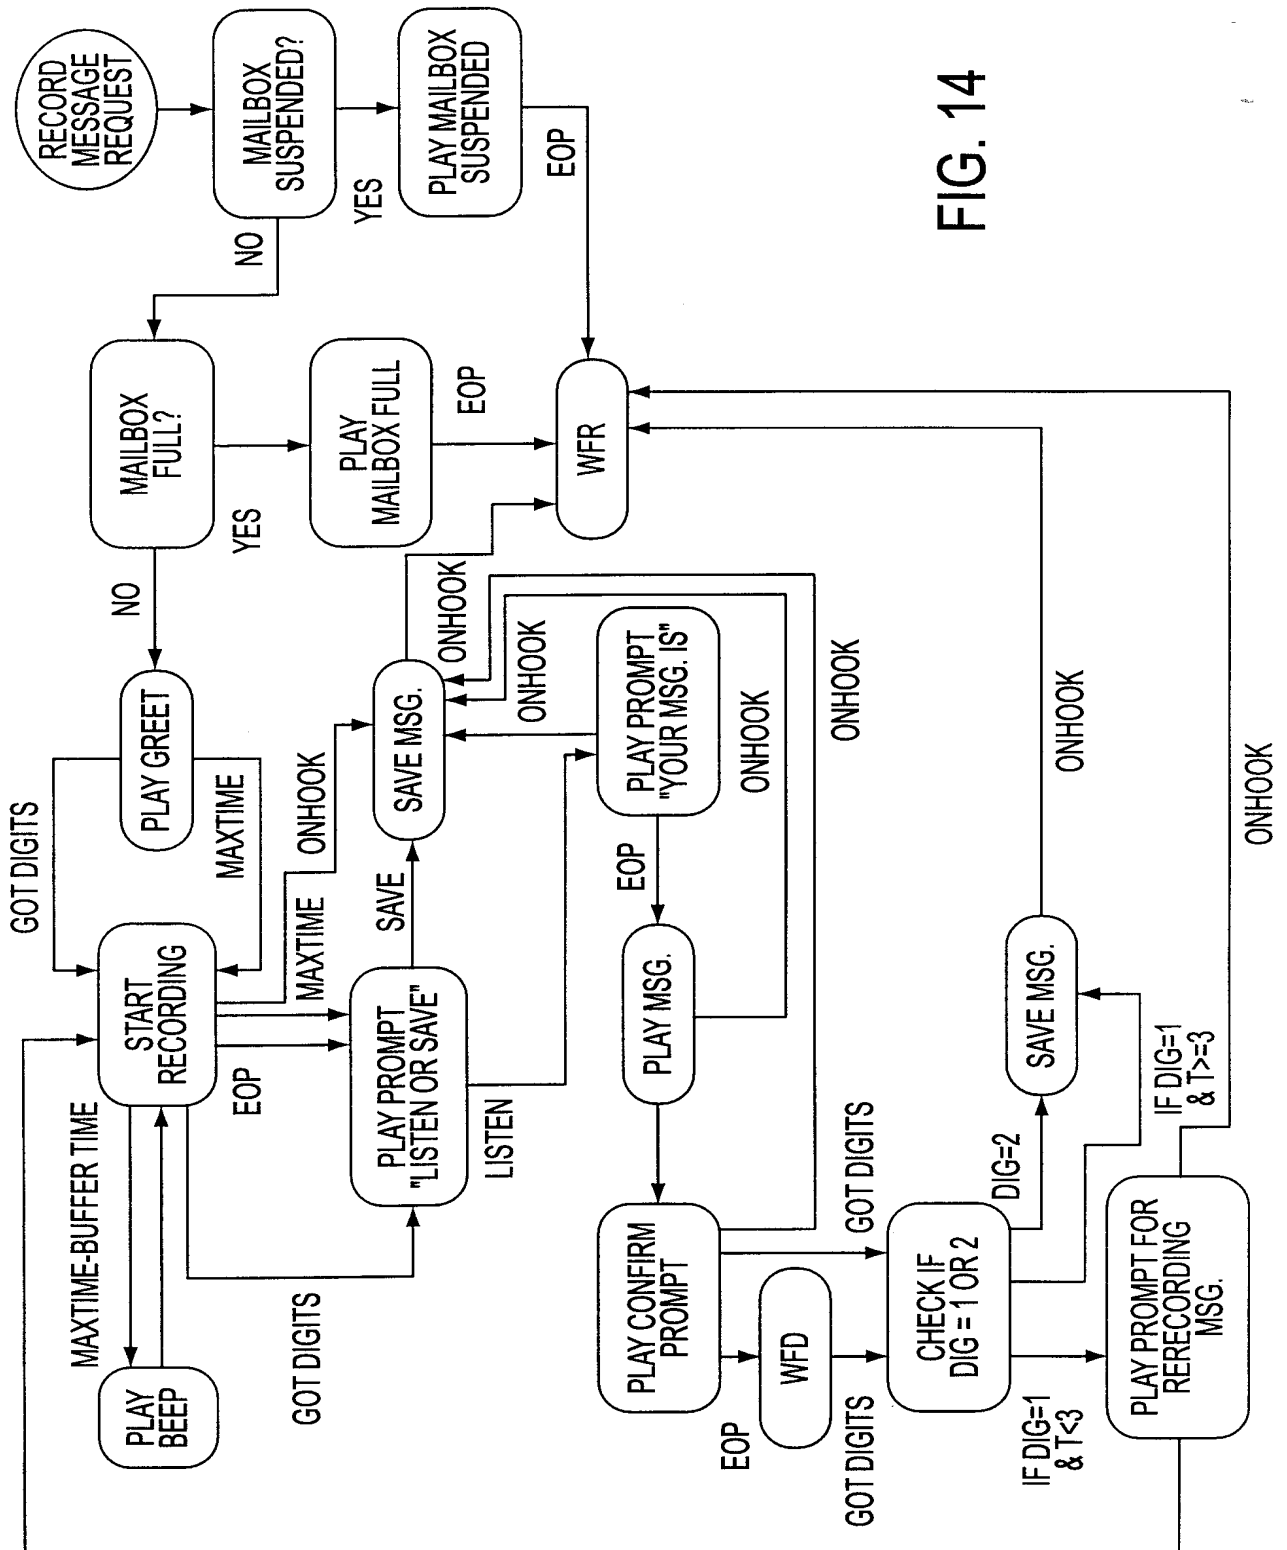 RECORD
MESSAGE
REQUEST
MAILBOX
SUSPENDED?
YES
PLAY MAILBOX
SUSPENDED
EOP
NO
MAILBOX
FULL?
YES
PLAY
MAILBOX FULL
EOP
WFR
NO
PLAY GREET
GOT DIGITS
MAXTIME
START
RECORDING
ONHOOK
MAXTIME
EOP
MAXTIME-BUFFER TIME
PLAY
BEEP
GOT DIGITS
PLAY PROMPT
"LISTEN OR SAVE"
SAVE
SAVE MSG.
ONHOOK
ONHOOK
LISTEN
PLAY PROMPT
"YOUR MSG. IS"
EOP
PLAY MSG.
ONHOOK
ONHOOK
PLAY CONFIRM
PROMPT
EOP
WFD
GOT DIGITS
GOT DIGITS
CHECK IF
DIG = 1 OR 2
DIG=2
SAVE MSG.
ONHOOK
IF DIG=1
& T>=3
IF DIG=1
& T<3
PLAY PROMPT FOR
RERECORDING
MSG.
ONHOOK
FIG. 14